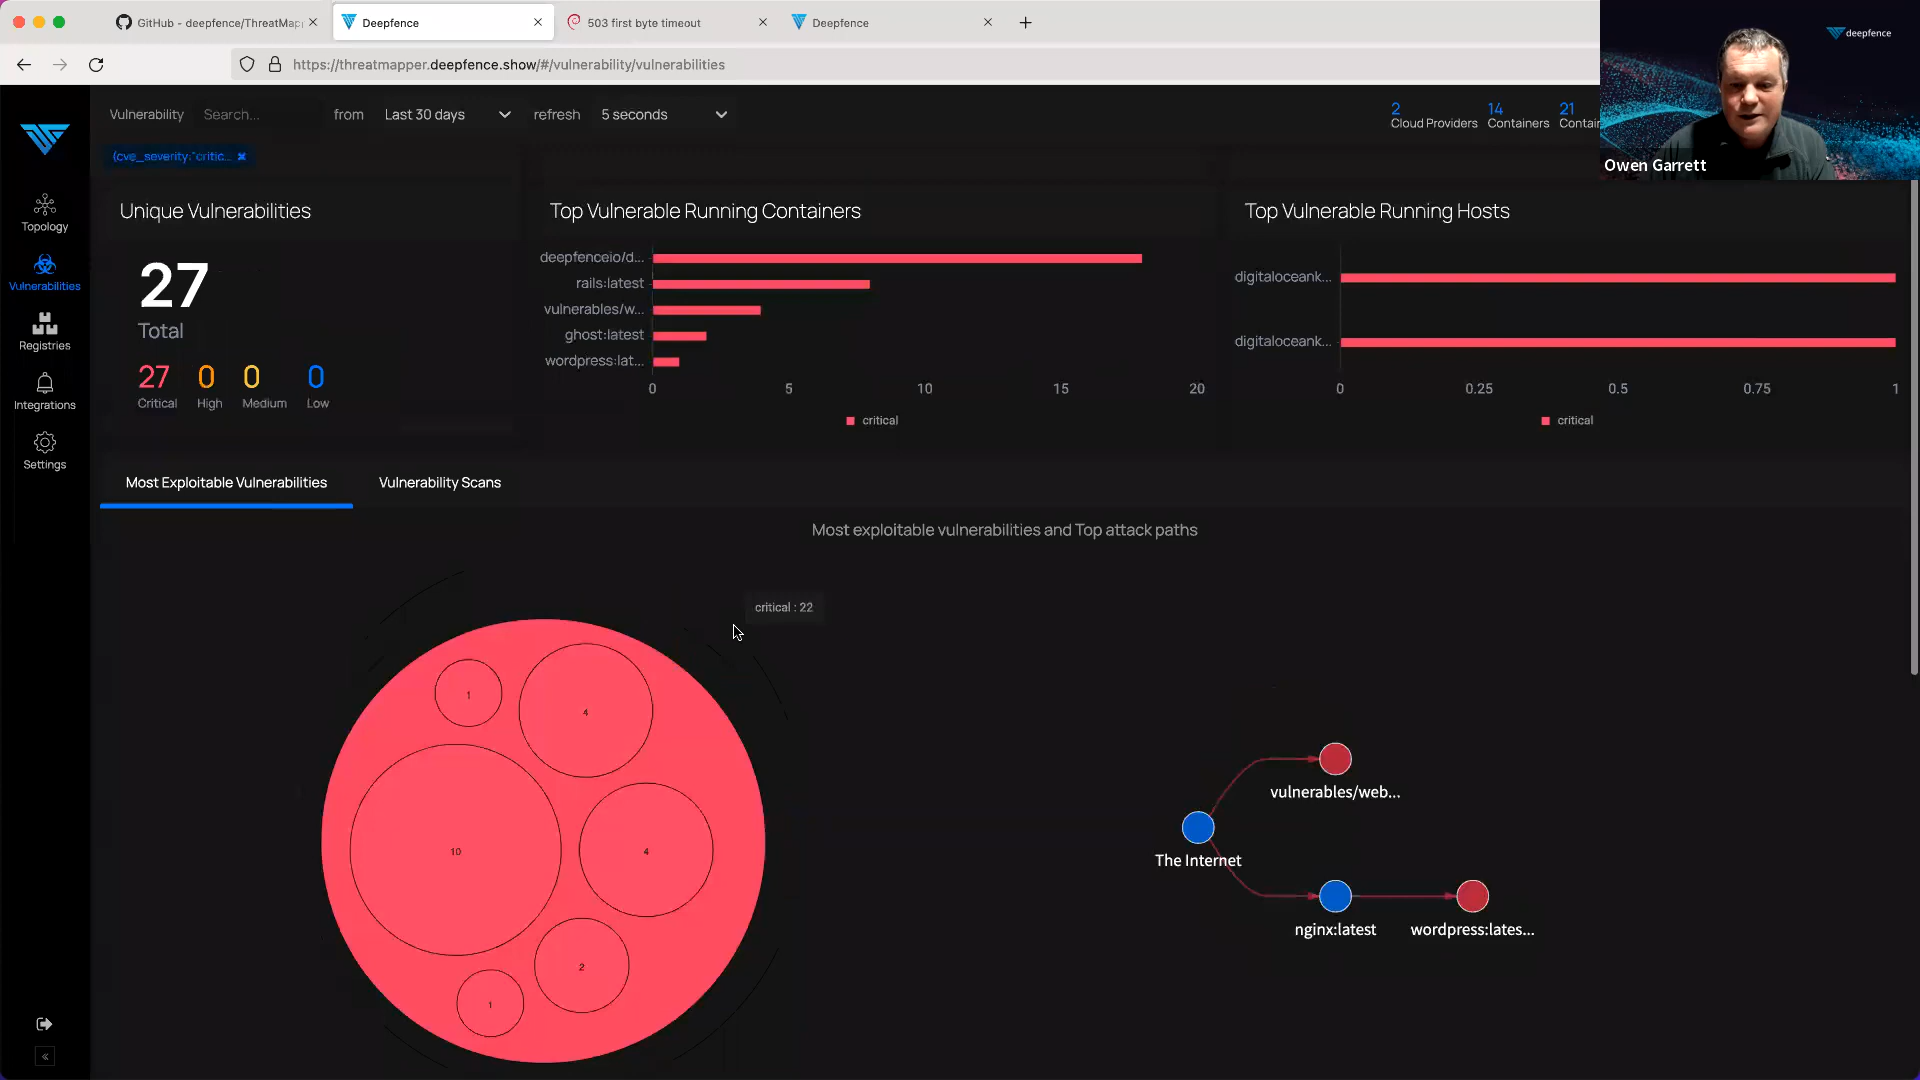 GitHub - deepfence/ThreatMap
Deepfence
503 first byte timeout
Deepfence
https://threatmapper.deepfence.show/#/vulnerability/vulnerabilities
deepfence
Owen Garrett
Vulnerability
Search...
from
Last 30 days
refresh
5 seconds
2
Cloud Providers
14
Containers
21
(cve_severity:"critic...
Topology
Vulnerabilities
Registries
Integrations
Settings
Unique Vulnerabilities
27
Total
27
0
0
0
Critical
High
Medium
Low
Top Vulnerable Running Containers
deepfenceio/d...
rails:latest
vulnerables/w...
ghost:latest
wordpress:lat...
0
5
10
15
20
critical
Top Vulnerable Running Hosts
digitaloceank...
digitaloceank...
0
0.25
0.5
0.75
1
critical
Most Exploitable Vulnerabilities
Vulnerability Scans
Most exploitable vulnerabilities and Top attack paths
critical : 22
1
4
10
4
2
1
vulnerables/web...
The Internet
nginx:latest
wordpress:lates...